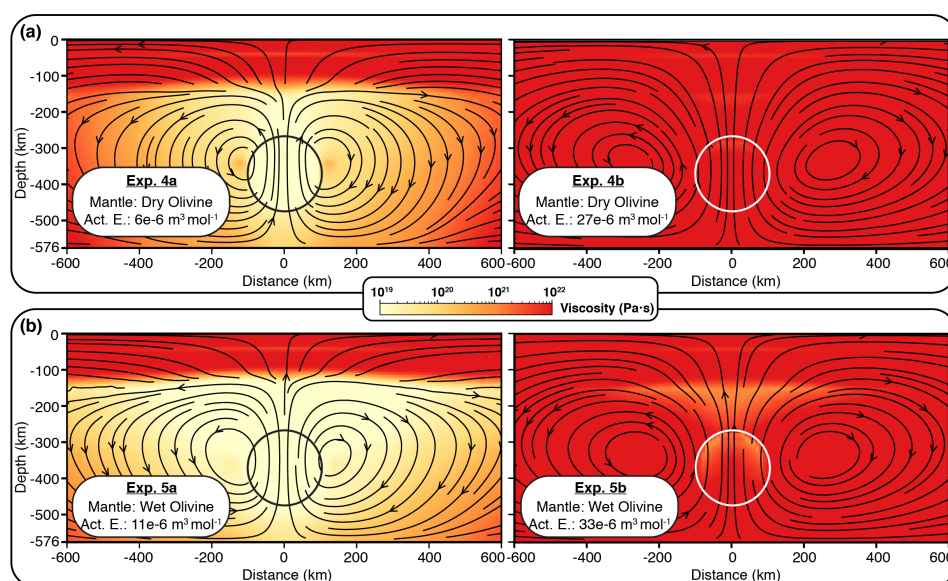 (a)
0
-100
-200
-300
-400
-500
-576
Depth (km)
Exp. 4a
Mantle: Dry Olivine
Act. E.: 6e-6 m³ mol⁻¹
-600 -400 -200 0 200 400 600
Distance (km)
Exp. 4b
Mantle: Dry Olivine
Act. E.: 27e-6 m³ mol⁻¹
-600 -400 -200 0 200 400 600
Distance (km)
10¹⁹ 10²⁰ 10²¹ 10²²
Viscosity (Pa·s)
(b)
0
-100
-200
-300
-400
-500
-576
Depth (km)
Exp. 5a
Mantle: Wet Olivine
Act. E.: 11e-6 m³ mol⁻¹
-600 -400 -200 0 200 400 600
Distance (km)
Exp. 5b
Mantle: Wet Olivine
Act. E.: 33e-6 m³ mol⁻¹
-600 -400 -200 0 200 400 600
Distance (km)